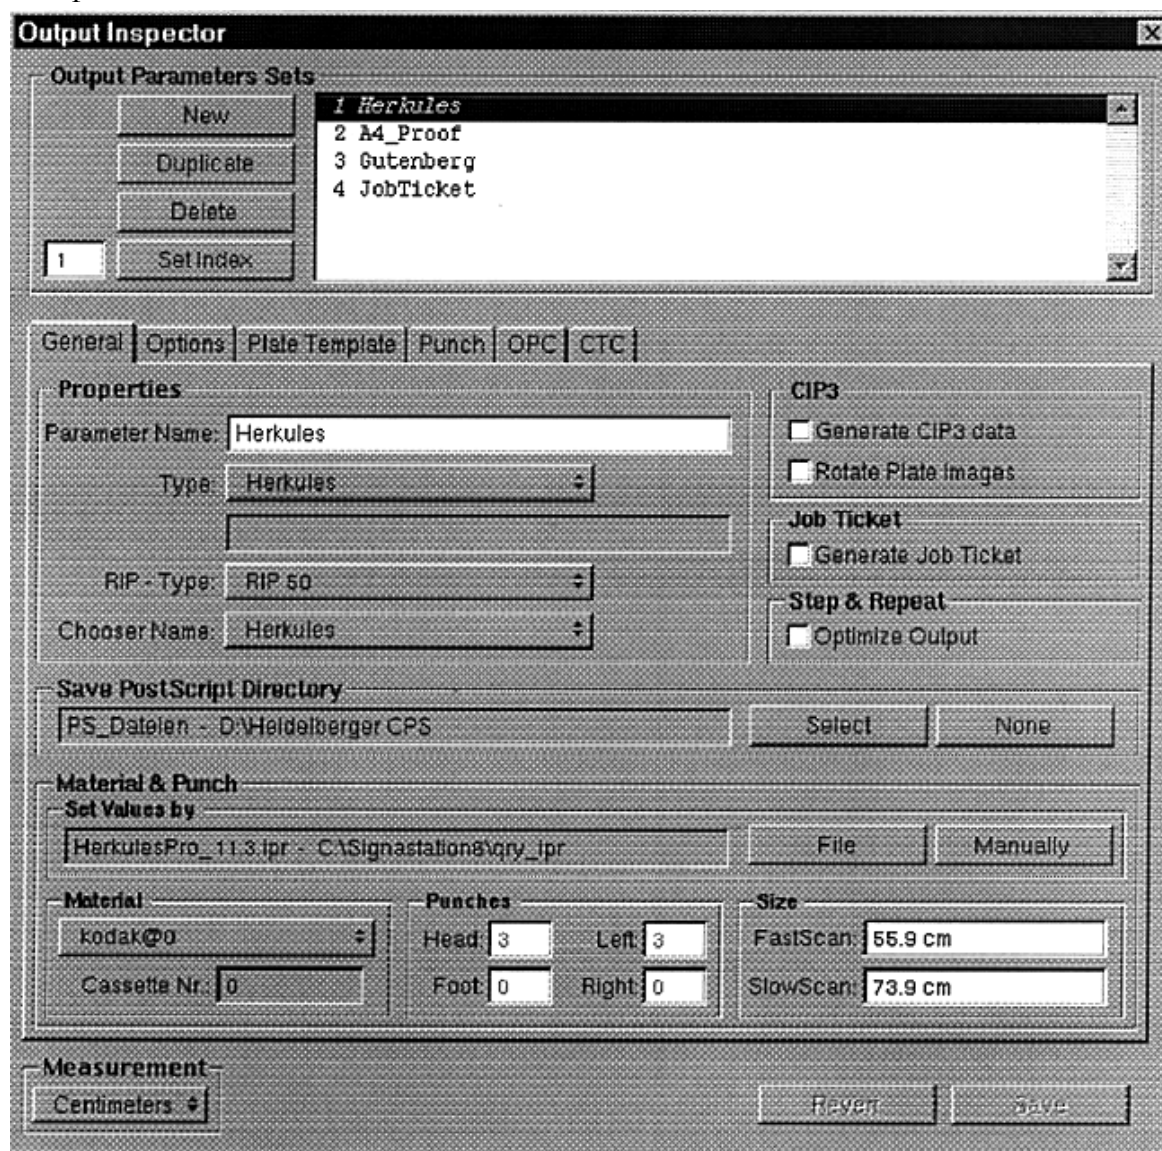 Output Inspector
Output Parameters Sets
New
Duplicate
Delete
1 Set Index
1 Herkules
2 A4_Proof
3 Gutenberg
4 JobTicket
General Options Plate Template Punch OPC CTC
Properties
Parameter Name: Herkules
Type: Herkules
RIP - Type: RIP 50
Chooser Name: Herkules
CIP3
Generate CIP3 data
Rotate Plate Images
Job Ticket
Generate Job Ticket
Step & Repeat
Optimize Output
Save PostScript Directory
PS_Dateien - D:\Heidelberger CPS Select None
Material & Punch
Set Values by
HerkulesPro_11.3.ipr - C:\Signastation6\qry_ipr File Manually
Material
kodak@0
Cassette Nr.: 0
Punches
Head: 3 Left: 3
Foot: 0 Right: 0
Size
FastScan: 55.9 cm
SlowScan: 73.9 cm
Measurement
Centimeters
Revert Save